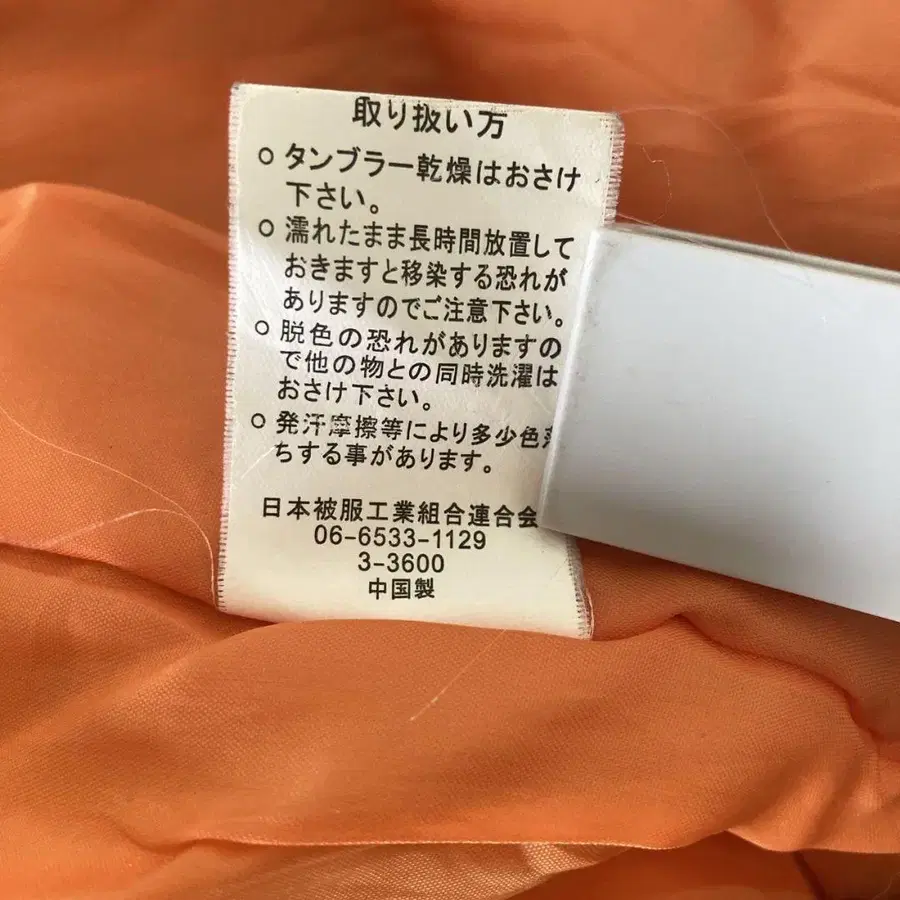 取り扱い方
○タンブラー乾燥はおさけ
下さい。
○濡れたまま長時間放置して
おきますと移染する恐れが
ありますのでご注意下さい。
○脱色の恐れがありますの
で他の物との同時洗濯は
おさけ下さい。
○発汗摩擦等により多少色落
ちする事があります。
日本被服工業組合連合会
06-6533-1129
3-3600
中国製